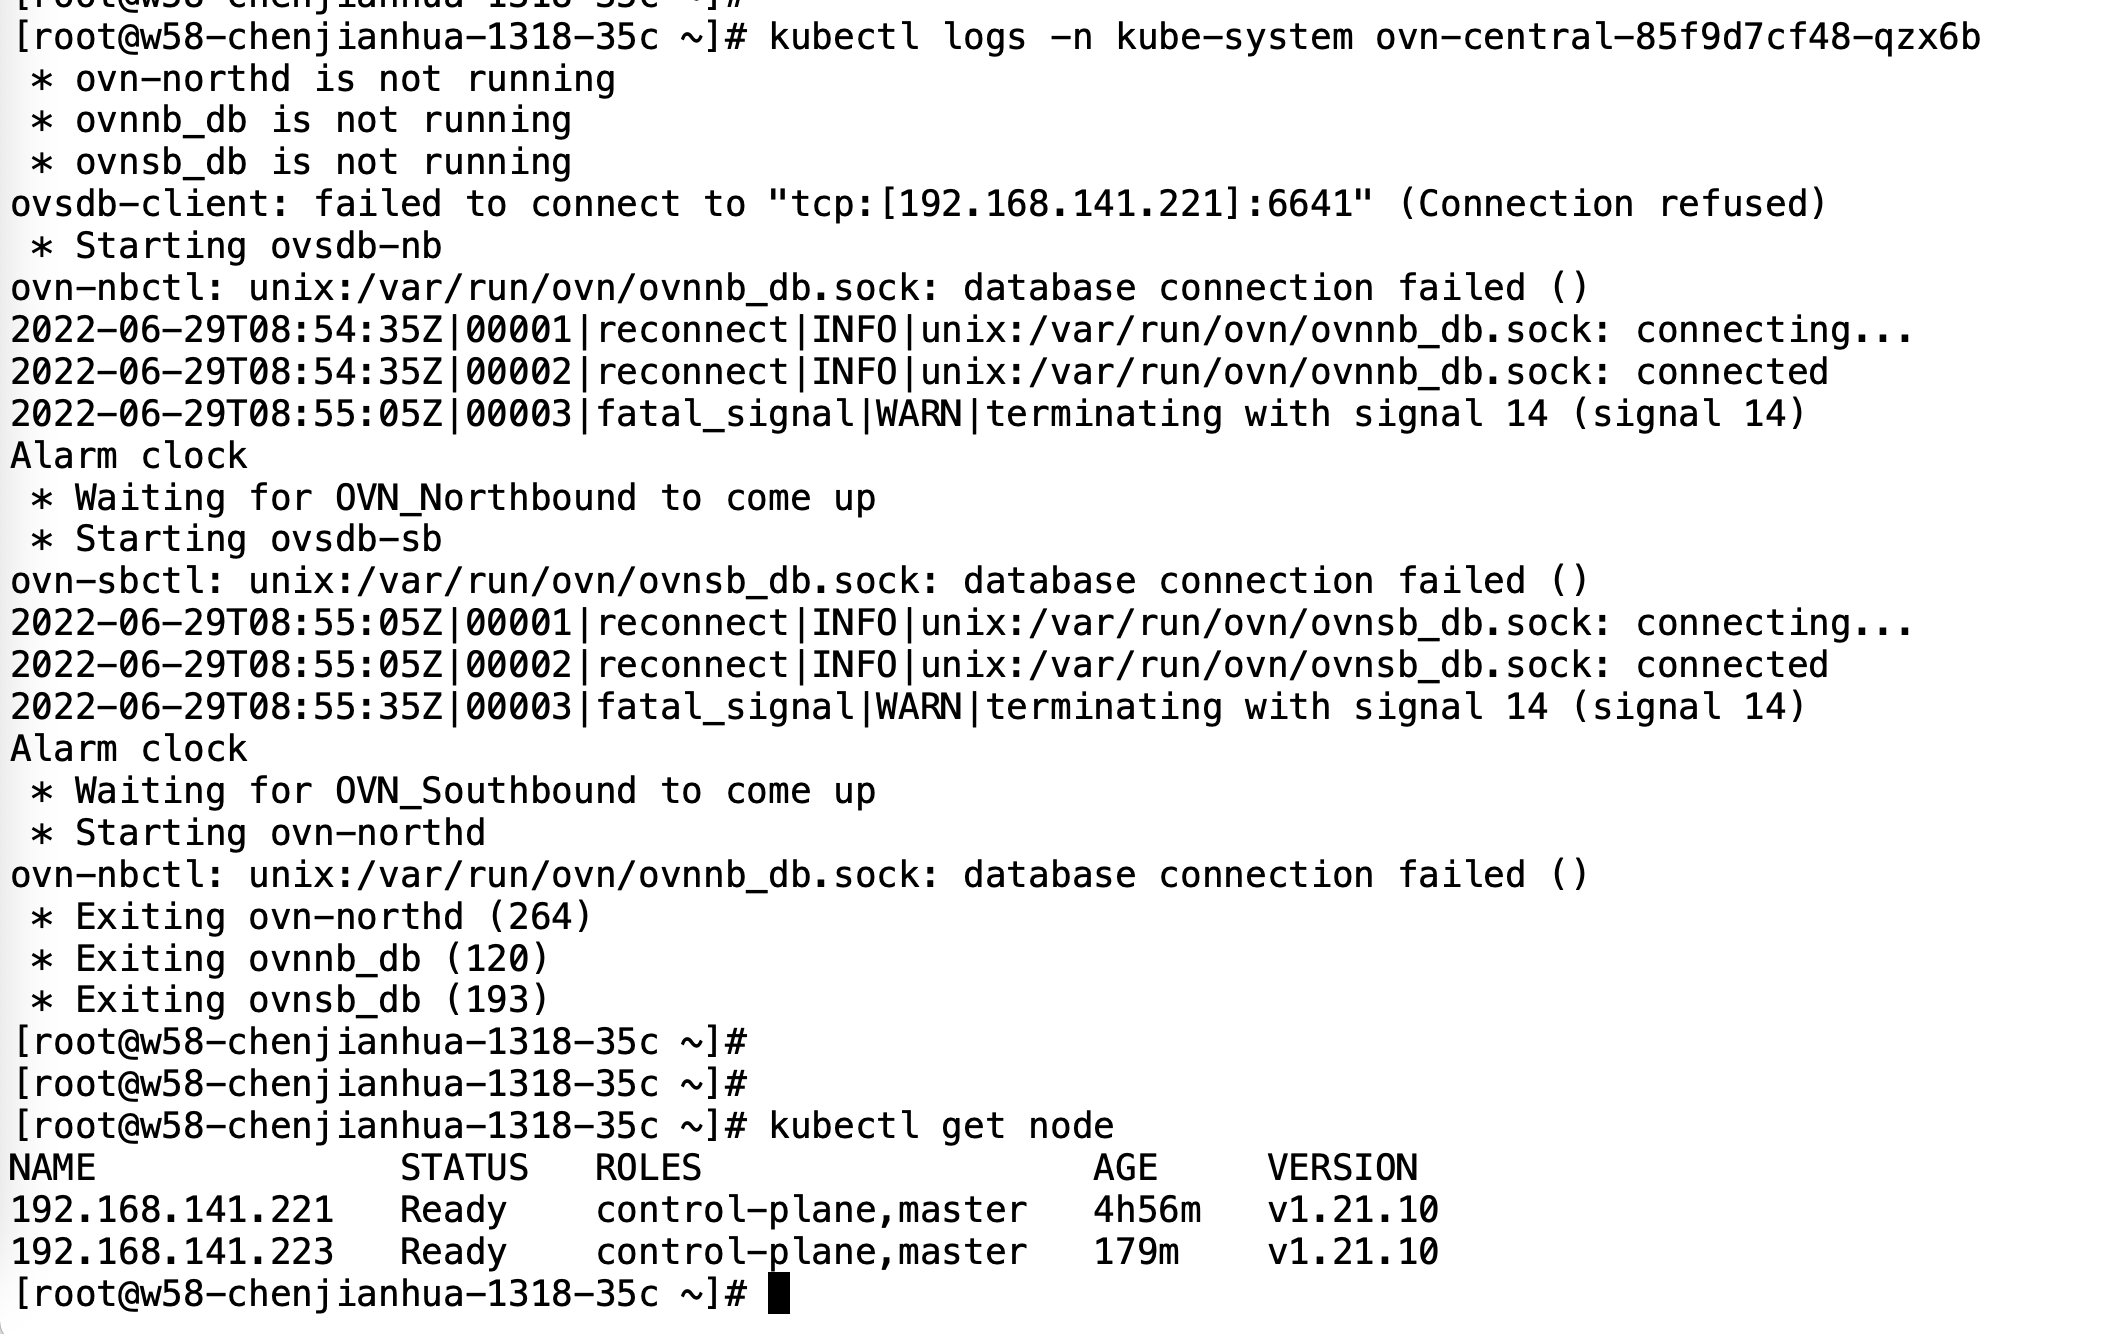 [root@w58-chenjianhua-1318-35c ~]#
[root@w58-chenjianhua-1318-35c ~]# kubectl logs -n kube-system ovn-central-85f9d7cf48-qzx6b
 * ovn-northd is not running
 * ovnnb_db is not running
 * ovnsb_db is not running
ovsdb-client: failed to connect to "tcp:[192.168.141.221]:6641" (Connection refused)
 * Starting ovsdb-nb
ovn-nbctl: unix:/var/run/ovn/ovnnb_db.sock: database connection failed ()
2022-06-29T08:54:35Z|00001|reconnect|INFO|unix:/var/run/ovn/ovnnb_db.sock: connecting...
2022-06-29T08:54:35Z|00002|reconnect|INFO|unix:/var/run/ovn/ovnnb_db.sock: connected
2022-06-29T08:55:05Z|00003|fatal_signal|WARN|terminating with signal 14 (signal 14)
Alarm clock
 * Waiting for OVN_Northbound to come up
 * Starting ovsdb-sb
ovn-sbctl: unix:/var/run/ovn/ovnsb_db.sock: database connection failed ()
2022-06-29T08:55:05Z|00001|reconnect|INFO|unix:/var/run/ovn/ovnsb_db.sock: connecting...
2022-06-29T08:55:05Z|00002|reconnect|INFO|unix:/var/run/ovn/ovnsb_db.sock: connected
2022-06-29T08:55:35Z|00003|fatal_signal|WARN|terminating with signal 14 (signal 14)
Alarm clock
 * Waiting for OVN_Southbound to come up
 * Starting ovn-northd
ovn-nbctl: unix:/var/run/ovn/ovnnb_db.sock: database connection failed ()
 * Exiting ovn-northd (264)
 * Exiting ovnnb_db (120)
 * Exiting ovnsb_db (193)
[root@w58-chenjianhua-1318-35c ~]#
[root@w58-chenjianhua-1318-35c ~]#
[root@w58-chenjianhua-1318-35c ~]# kubectl get node
NAME              STATUS   ROLES                  AGE     VERSION
192.168.141.221   Ready    control-plane,master   4h56m   v1.21.10
192.168.141.223   Ready    control-plane,master   179m    v1.21.10
[root@w58-chenjianhua-1318-35c ~]#